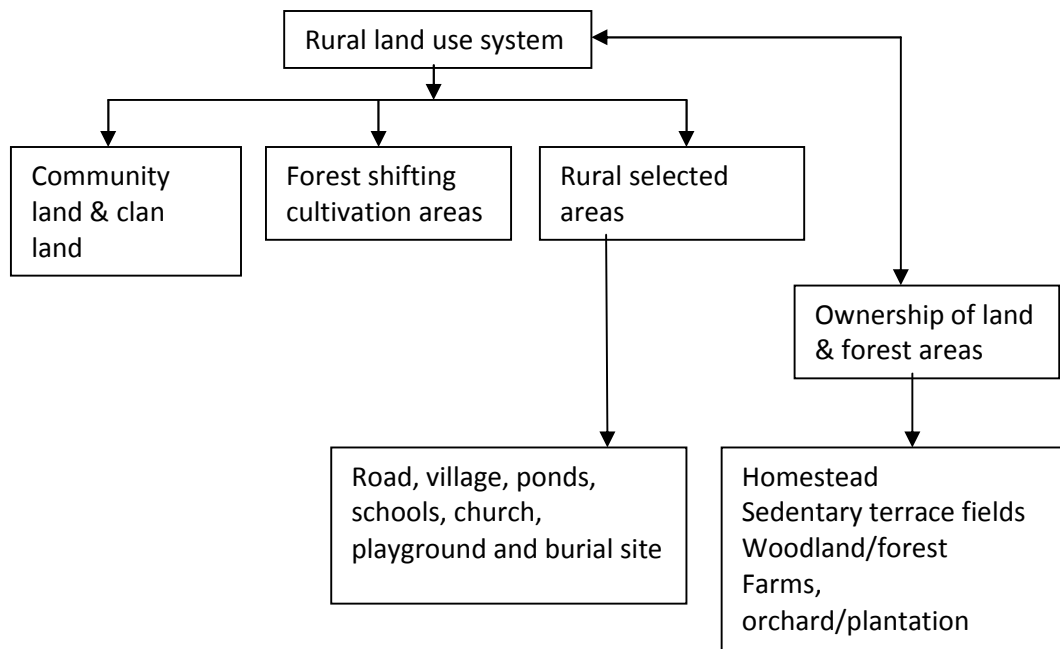 Rural land use system
Community
land & clan
land
Forest shifting
cultivation areas
Rural selected
areas
Ownership of land
& forest areas
Road, village, ponds,
schools, church,
playground and burial site
Homestead
Sedentary terrace fields
Woodland/forest
Farms,
orchard/plantation